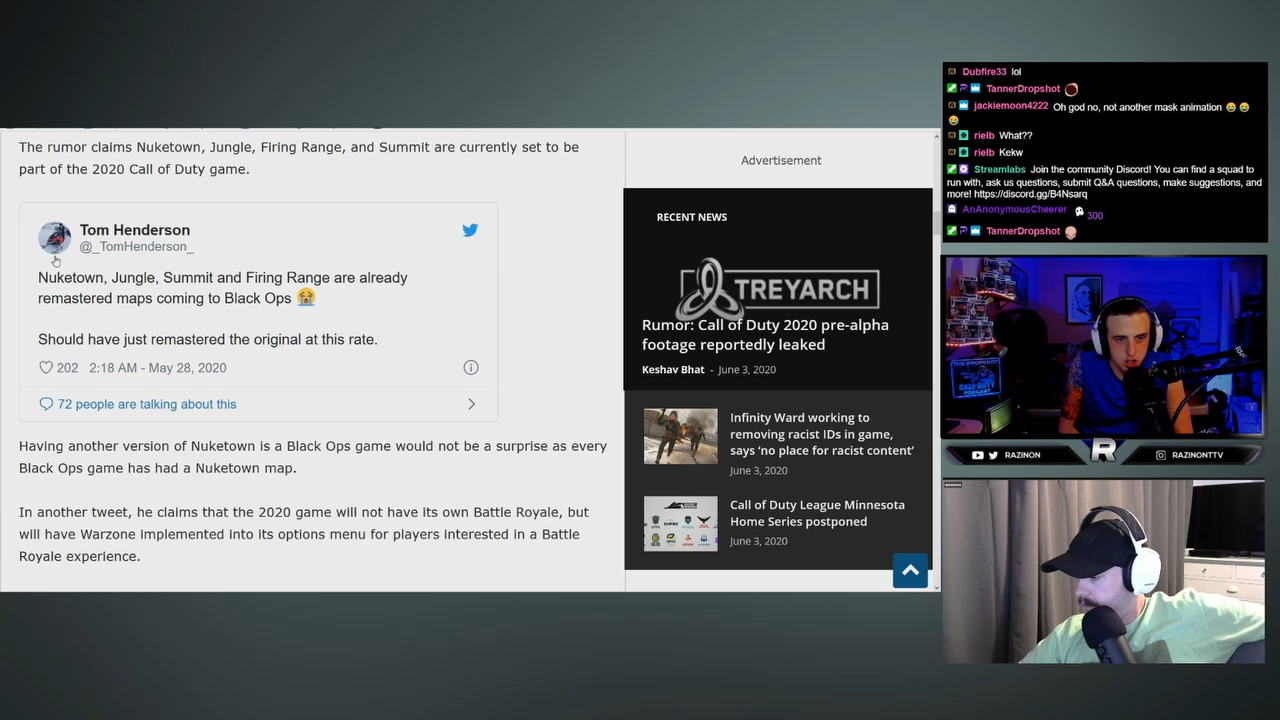 The rumor claims Nuketown, Jungle, Firing Range, and Summit are currently set to be
part of the 2020 Call of Duty game.
Tom Henderson
@_TomHenderson_
Nuketown, Jungle, Summit and Firing Range are already
remastered maps coming to Black Ops 😭
Should have just remastered the original at this rate.
202 2:18 AM - May 28, 2020
72 people are talking about this
Having another version of Nuketown is a Black Ops game would not be a surprise as every
Black Ops game has had a Nuketown map.
In another tweet, he claims that the 2020 game will not have its own Battle Royale, but
will have Warzone implemented into its options menu for players interested in a Battle
Royale experience.
Advertisement
RECENT NEWS
TREYARCH
Rumor: Call of Duty 2020 pre-alpha
footage reportedly leaked
Keshav Bhat - June 3, 2020
Infinity Ward working to
removing racist IDs in game,
says ‘no place for racist content’
June 3, 2020
Call of Duty League Minnesota
Home Series postponed
June 3, 2020
Dubfire33 lol
TannerDropshot
jackiemoon4222 Oh god no, not another mask animation 😂 😂
😂
rielb What??
rielb Kekw
Streamlabs Join the community Discord! You can find a squad to
run with, ask us questions, submit Q&A questions, make suggestions, and
more! https://discord.gg/B4Nsarq
AnAnonymousCheerer 300
TannerDropshot
THE DROPSHOT
CALL OF DUTY
PODCAST
RAZINON
R
RAZINONTTV